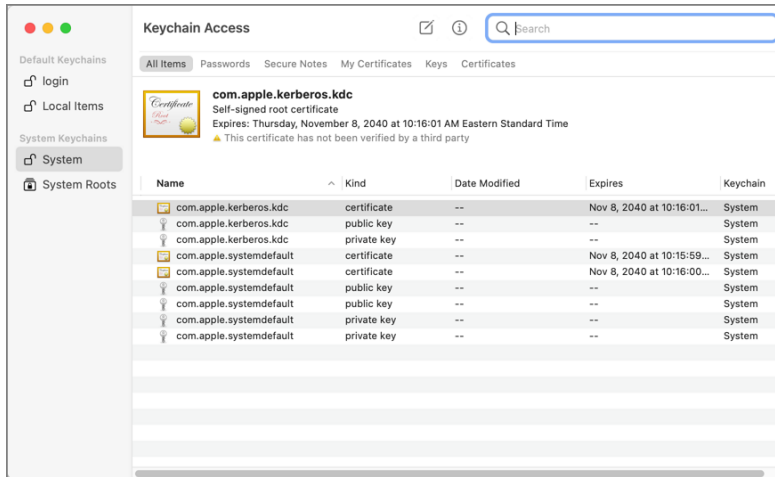 Keychain Access
Search
Default Keychains
login
Local Items
System Keychains
System
System Roots
All Items Passwords Secure Notes My Certificates Keys Certificates
Certificate
Root
com.apple.kerberos.kdc
Self-signed root certificate
Expires: Thursday, November 8, 2040 at 10:16:01 AM Eastern Standard Time
This certificate has not been verified by a third party
Name Kind Date Modified Expires Keychain
com.apple.kerberos.kdc certificate -- Nov 8, 2040 at 10:16:01... System
com.apple.kerberos.kdc public key -- -- System
com.apple.kerberos.kdc private key -- -- System
com.apple.systemdefault certificate -- Nov 8, 2040 at 10:15:59... System
com.apple.systemdefault certificate -- Nov 8, 2040 at 10:16:00... System
com.apple.systemdefault public key -- -- System
com.apple.systemdefault public key -- -- System
com.apple.systemdefault private key -- -- System
com.apple.systemdefault private key -- -- System